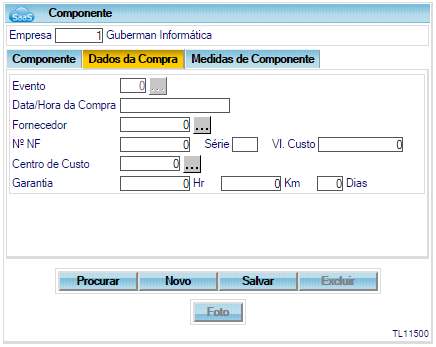 SaaS Componente
Empresa 1 Guberman Informática
Componente Dados da Compra Medidas de Componente
Evento 0 ...
Data/Hora da Compra
Fornecedor 0 ...
Nº NF 0 Série Vl. Custo 0
Centro de Custo 0 ...
Garantia 0 Hr 0 Km 0 Dias
Procurar Novo Salvar Excluir
Foto
TL11500